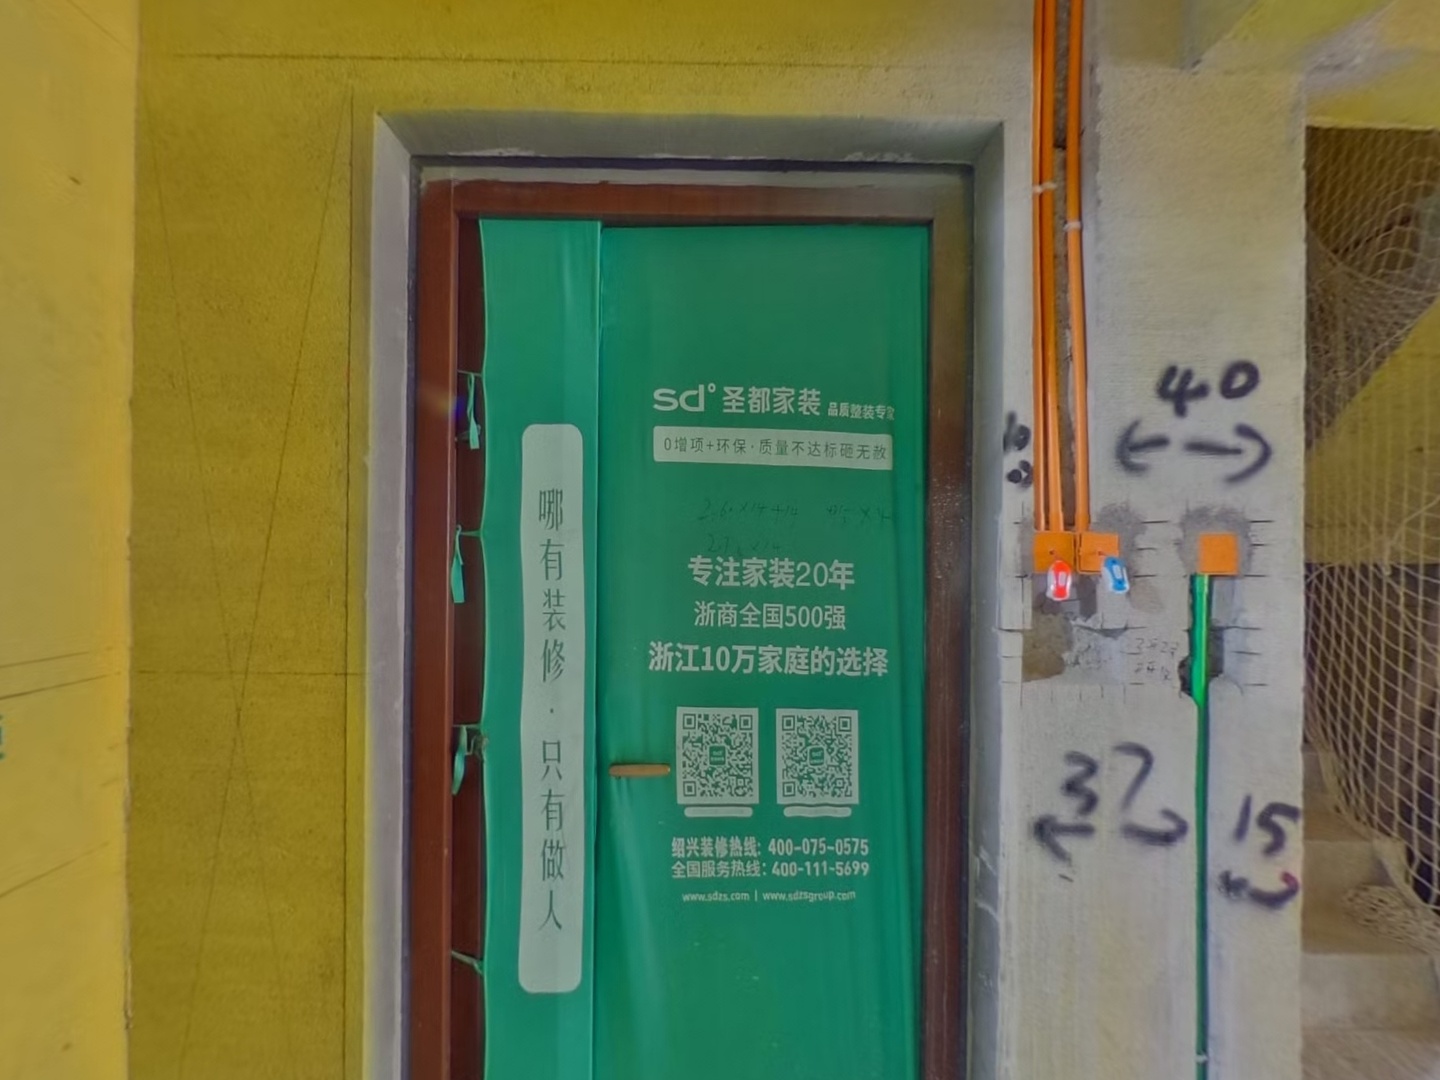 sd° 圣都家装 品质整装专家
0增项+环保·质量不达标砸无赦
哪有装修·只有做人
专注家装20年
浙商全国500强
浙江10万家庭的选择
绍兴装修热线: 400-075-0575
全国服务热线: 400-111-5699
www.sdzs.com | www.sdzsgroup.com
40
37
15